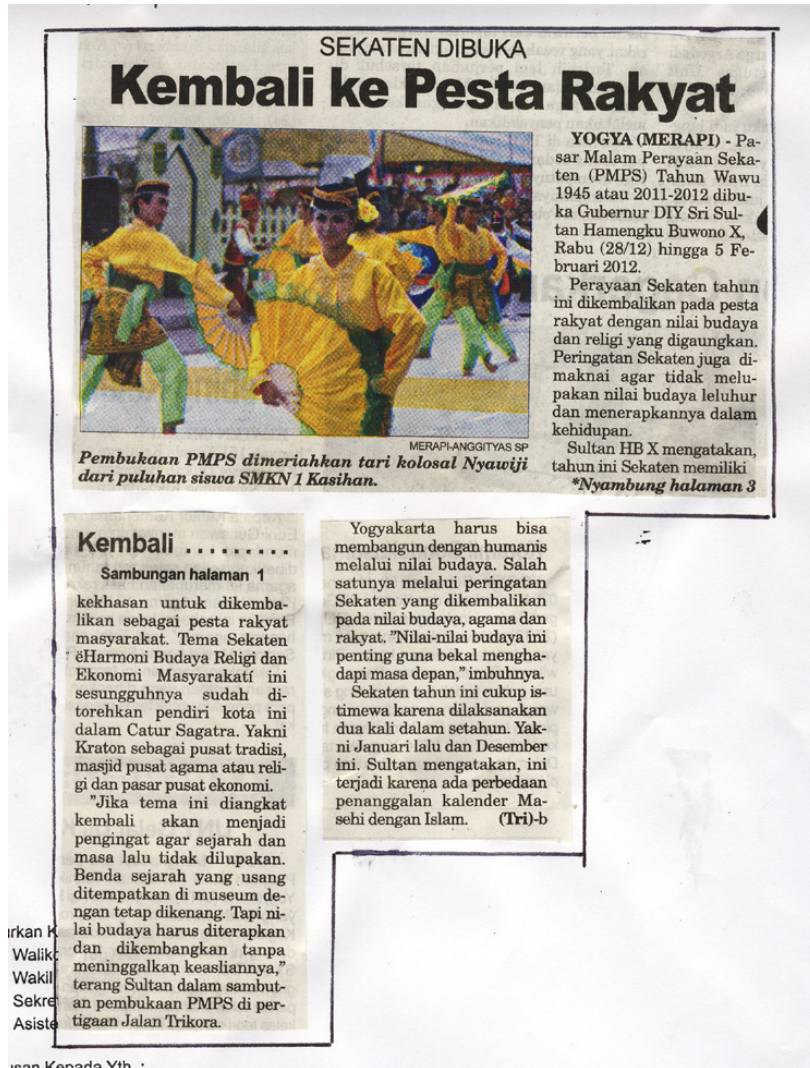 SEKATEN DIBUKA
Kembali ke Pesta Rakyat
MERAPI-ANGGITYAS SP
Pembukaan PMPS dimeriahkan tari kolosal Nyawiji
dari puluhan siswa SMKN 1 Kasihan.
YOGYA (MERAPI) - Pa-
sar Malam Perayaan Seka-
ten (PMPS) Tahun Wawu
1945 atau 2011-2012 dibu-
ka Gubernur DIY Sri Sul-
tan Hamengku Buwono X,
Rabu (28/12) hingga 5 Fe-
bruari 2012.
Perayaan Sekaten tahun
ini dikembalikan pada pesta
rakyat dengan nilai budaya
dan religi yang digaungkan.
Peringatan Sekaten juga di-
maknai agar tidak melu-
pakan nilai budaya leluhur
dan menerapkannya dalam
kehidupan.
Sultan HB X mengatakan,
tahun ini Sekaten memiliki
*Nyambung halaman 3
Kembali .........
Sambungan halaman 1
kekhasan untuk dikemba-
likan sebagai pesta rakyat
masyarakat. Tema Sekaten
ëHarmoni Budaya Religi dan
Ekonomi Masyarakatí ini
sesungguhnya sudah di-
torehkan pendiri kota ini
dalam Catur Sagatra. Yakni
Kraton sebagai pusat tradisi,
masjid pusat agama atau reli-
gi dan pasar pusat ekonomi.
"Jika tema ini diangkat
kembali akan menjadi
pengingat agar sejarah dan
masa lalu tidak dilupakan.
Benda sejarah yang usang
ditempatkan di museum de-
ngan tetap dikenang. Tapi ni-
lai budaya harus diterapkan
dan dikembangkan tanpa
meninggalkan keasliannya,"
terang Sultan dalam sambut-
an pembukaan PMPS di per-
tigaan Jalan Trikora.
Yogyakarta harus bisa
membangun dengan humanis
melalui nilai budaya. Salah
satunya melalui peringatan
Sekaten yang dikembalikan
pada nilai budaya, agama dan
rakyat. "Nilai-nilai budaya ini
penting guna bekal mengha-
dapi masa depan," imbuhnya.
Sekaten tahun ini cukup is-
timewa karena dilaksanakan
dua kali dalam setahun. Yak-
ni Januari lalu dan Desember
ini. Sultan mengatakan, ini
terjadi karena ada perbedaan
penanggalan kalender Ma-
sehi dengan Islam. (Tri)-b
urkan K
Walik
Wakil
Sekre
Asiste
usan Kepada Yth :